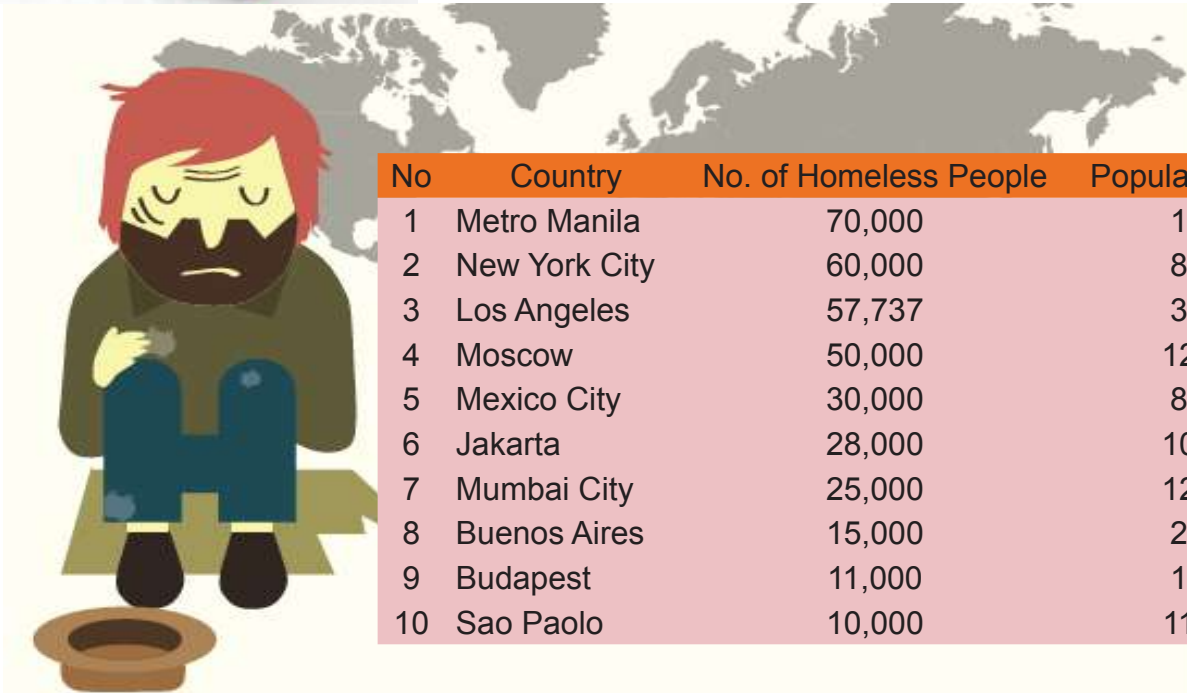 No Country No. of Homeless People
1 Metro Manila 70,000
2 New York City 60,000
3 Los Angeles 57,737
4 Moscow 50,000
5 Mexico City 30,000
6 Jakarta 28,000
7 Mumbai City 25,000
8 Buenos Aires 15,000
9 Budapest 11,000
10 Sao Paolo 10,000